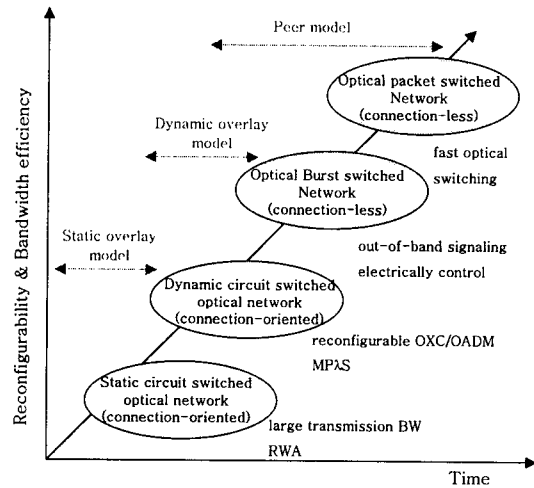 Peer model
Optical packet switched
Network
(connection-less)
Dynamic overlay
model
fast optical
switching
Optical Burst switched
Network
(connection-less)
Static overlay
model
out-of-band signaling
electrically control
Dynamic circuit switched
optical network
(connection-oriented)
reconfigurable OXC/OADM
MPλS
Static circuit switched
optical network
(connection-oriented)
large transmission BW
RWA
Reconfigurability & Bandwidth efficiency
Time